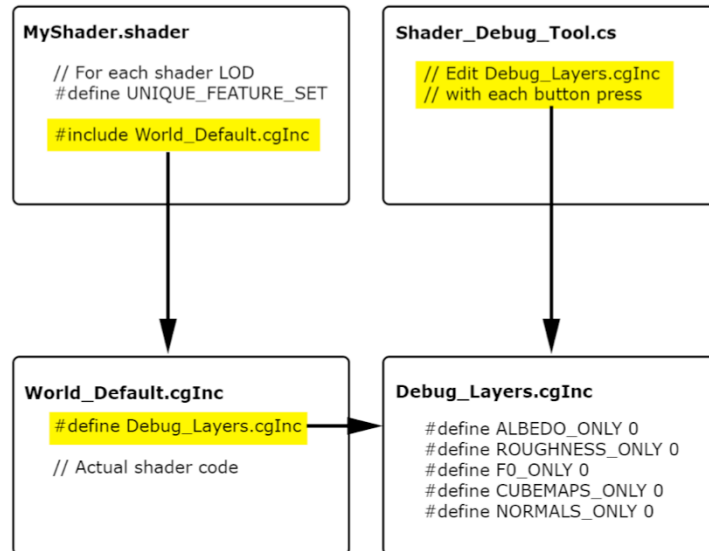 MyShader.shader
// For each shader LOD
#define UNIQUE_FEATURE_SET
#include World_Default.cgInc
Shader_Debug_Tool.cs
// Edit Debug_Layers.cgInc
// with each button press
World_Default.cgInc
#define Debug_Layers.cgInc
// Actual shader code
Debug_Layers.cgInc
#define ALBEDO_ONLY 0
#define ROUGHNESS_ONLY 0
#define F0_ONLY 0
#define CUBEMAPS_ONLY 0
#define NORMALS_ONLY 0